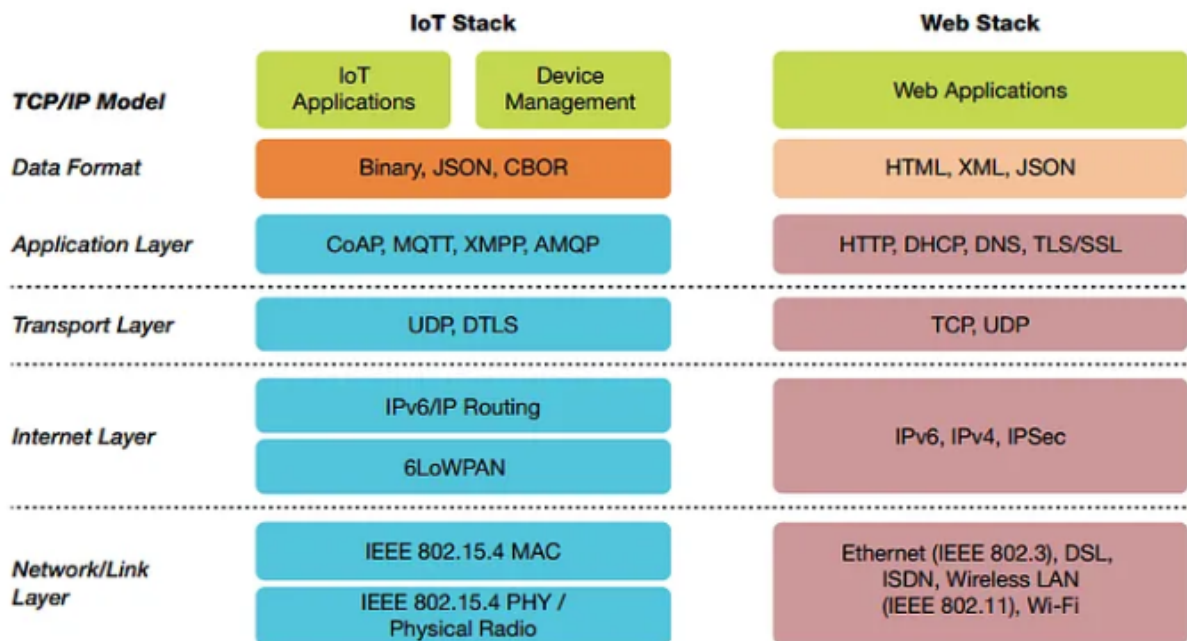 IoT Stack
Web Stack
TCP/IP Model
IoT
Applications
Device
Management
Web Applications
Data Format
Binary, JSON, CBOR
HTML, XML, JSON
Application Layer
CoAP, MQTT, XMPP, AMQP
HTTP, DHCP, DNS, TLS/SSL
Transport Layer
UDP, DTLS
TCP, UDP
Internet Layer
IPv6/IP Routing
6LoWPAN
IPv6, IPv4, IPSec
Network/Link
Layer
IEEE 802.15.4 MAC
IEEE 802.15.4 PHY /
Physical Radio
Ethernet (IEEE 802.3), DSL,
ISDN, Wireless LAN
(IEEE 802.11), Wi-Fi